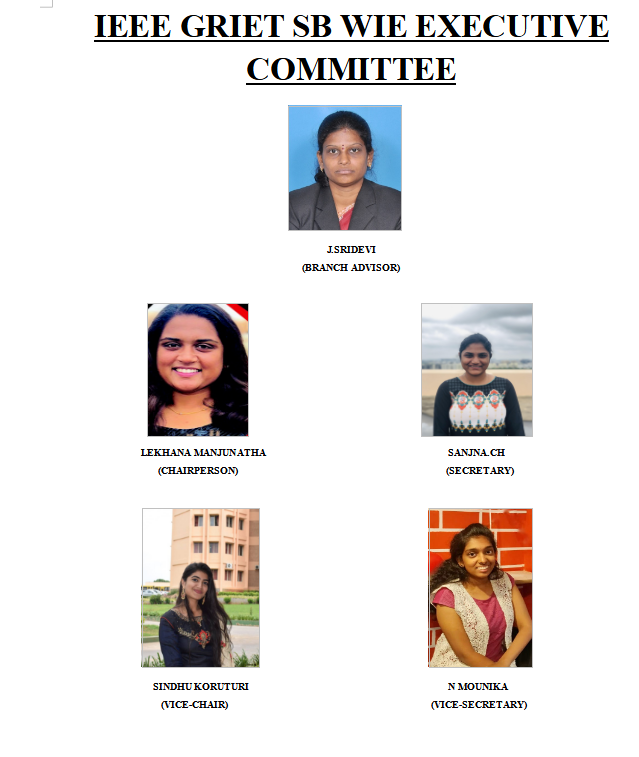 IEEE GRIET SB WIE EXECUTIVE
COMMITTEE
J.SRIDEVI
(BRANCH ADVISOR)
LEKHANA MANJUNATHA
(CHAIRPERSON)
SANJNA.CH
(SECRETARY)
SINDHU KORUTURI
(VICE-CHAIR)
N MOUNIKA
(VICE-SECRETARY)